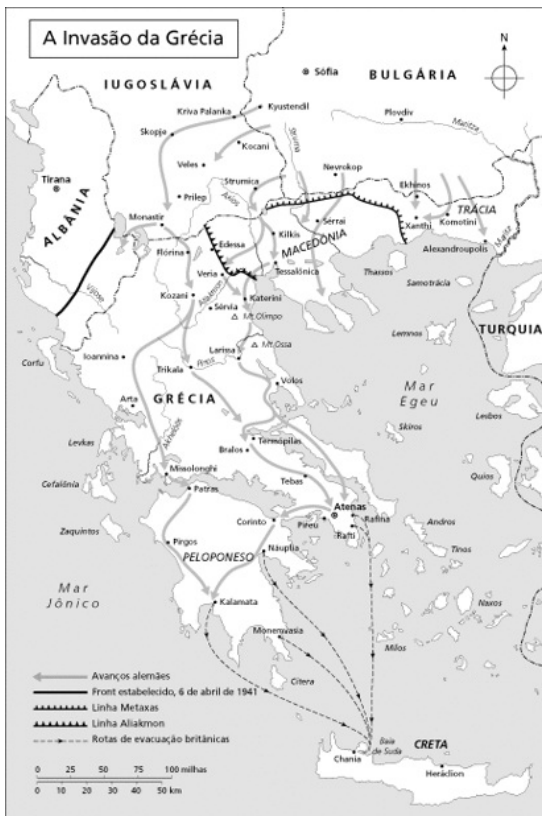 A Invasão da Grécia
N
IUGOSLÁVIA
BULGÁRIA
Sófia
Kriva Palanka
Kyustendil
Plovdiv
Maritza
Skopje
Struma
Kocani
Veles
Nevrokop
Tirana
Strumica
Ekhinos
Prilep
Axios
TRÁCIA
ALBÂNIA
Monastir
Kilkis
Serrai
Xanthi
Komotini
Edessa
MACEDÔNIA
Alexandroupolis
Flórina
Veria
Tessalônica
Thassos
Samotrácia
Kozani
Aliakmon
Katerini
Sérvia
Mt. Olimpo
TURQUIA
Corfu
Ioannina
Larima
Mt. Ossa
Lemnos
Trikala
Volos
Mar
Egeu
Arta
GRÉCIA
Lesbos
Levkas
Skiros
Termópilas
Bralos
Missolonghi
Cefalônia
Tebas
Quios
Patras
Atenas
Corinto
Pireu
Rafina
Andros
Zaquintos
Rafti
Pirgos
Náuplia
Tinos
PELOPONESO
Mar
Jônico
Kalamata
Naxos
Monemvasia
Milos
Citera
Avanços alemães
Front estabelecido, 6 de abril de 1941
Linha Metaxas
Linha Aliakmon
Rotas de evacuação britânicas
Baía
de Suda
CRETA
Chania
Heráclion
0 25 50 75 100 milhas
0 10 20 30 40 50 km